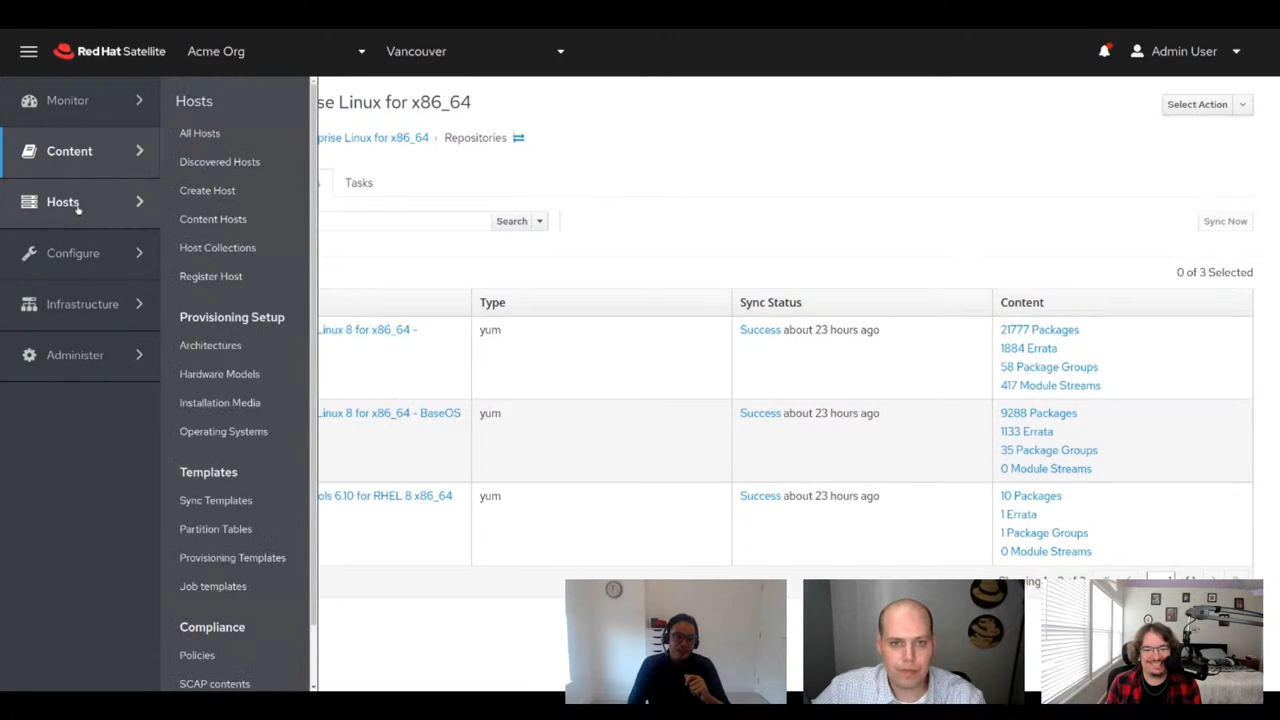 Red Hat Satellite
Acme Org
Vancouver
Admin User
Monitor
Content
Hosts
Configure
Infrastructure
Administer
Hosts
All Hosts
Discovered Hosts
Create Host
Content Hosts
Host Collections
Register Host
Provisioning Setup
Architectures
Hardware Models
Installation Media
Operating Systems
Templates
Sync Templates
Partition Tables
Provisioning Templates
Job templates
Compliance
Policies
SCAP contents
se Linux for x86_64
Select Action
prise Linux for x86_64 › Repositories
Tasks
Search
Sync Now
0 of 3 Selected
Type
Sync Status
Content
Linux 8 for x86_64 -
yum
Success about 23 hours ago
21777 Packages
1884 Errata
58 Package Groups
417 Module Streams
Linux 8 for x86_64 - BaseOS
yum
Success about 23 hours ago
9288 Packages
1133 Errata
35 Package Groups
0 Module Streams
ols 6.10 for RHEL 8 x86_64
yum
Success about 23 hours ago
10 Packages
1 Errata
1 Package Groups
0 Module Streams